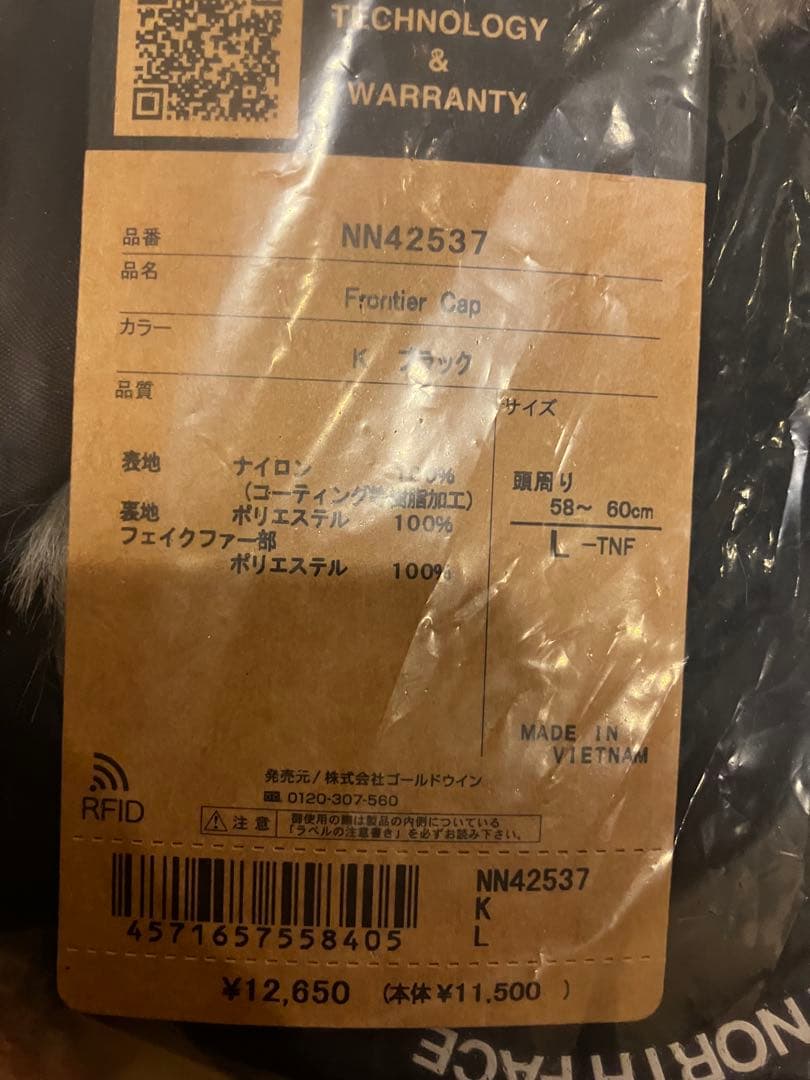 TECHNOLOGY
&
WARRANTY
品番 NN42537
品名
Frontier Cap
カラー
K ブラック
品質
サイズ
表地 ナイロン 100%
(コーティング 樹脂加工)
裏地 ポリエステル 100%
フェイクファー部
ポリエステル 100%
頭周り
58~ 60cm
L -TNF
MADE IN
VIETNAM
RFID
発売元/株式会社ゴールドウイン
0120-307-560
注意
御使用の際は製品の内側についている
「ラベルの注意書き」を必ずお読み下さい。
4571657558405
NN42537
K
L
¥12,650 (本体¥11,500 )
NORTH FACE